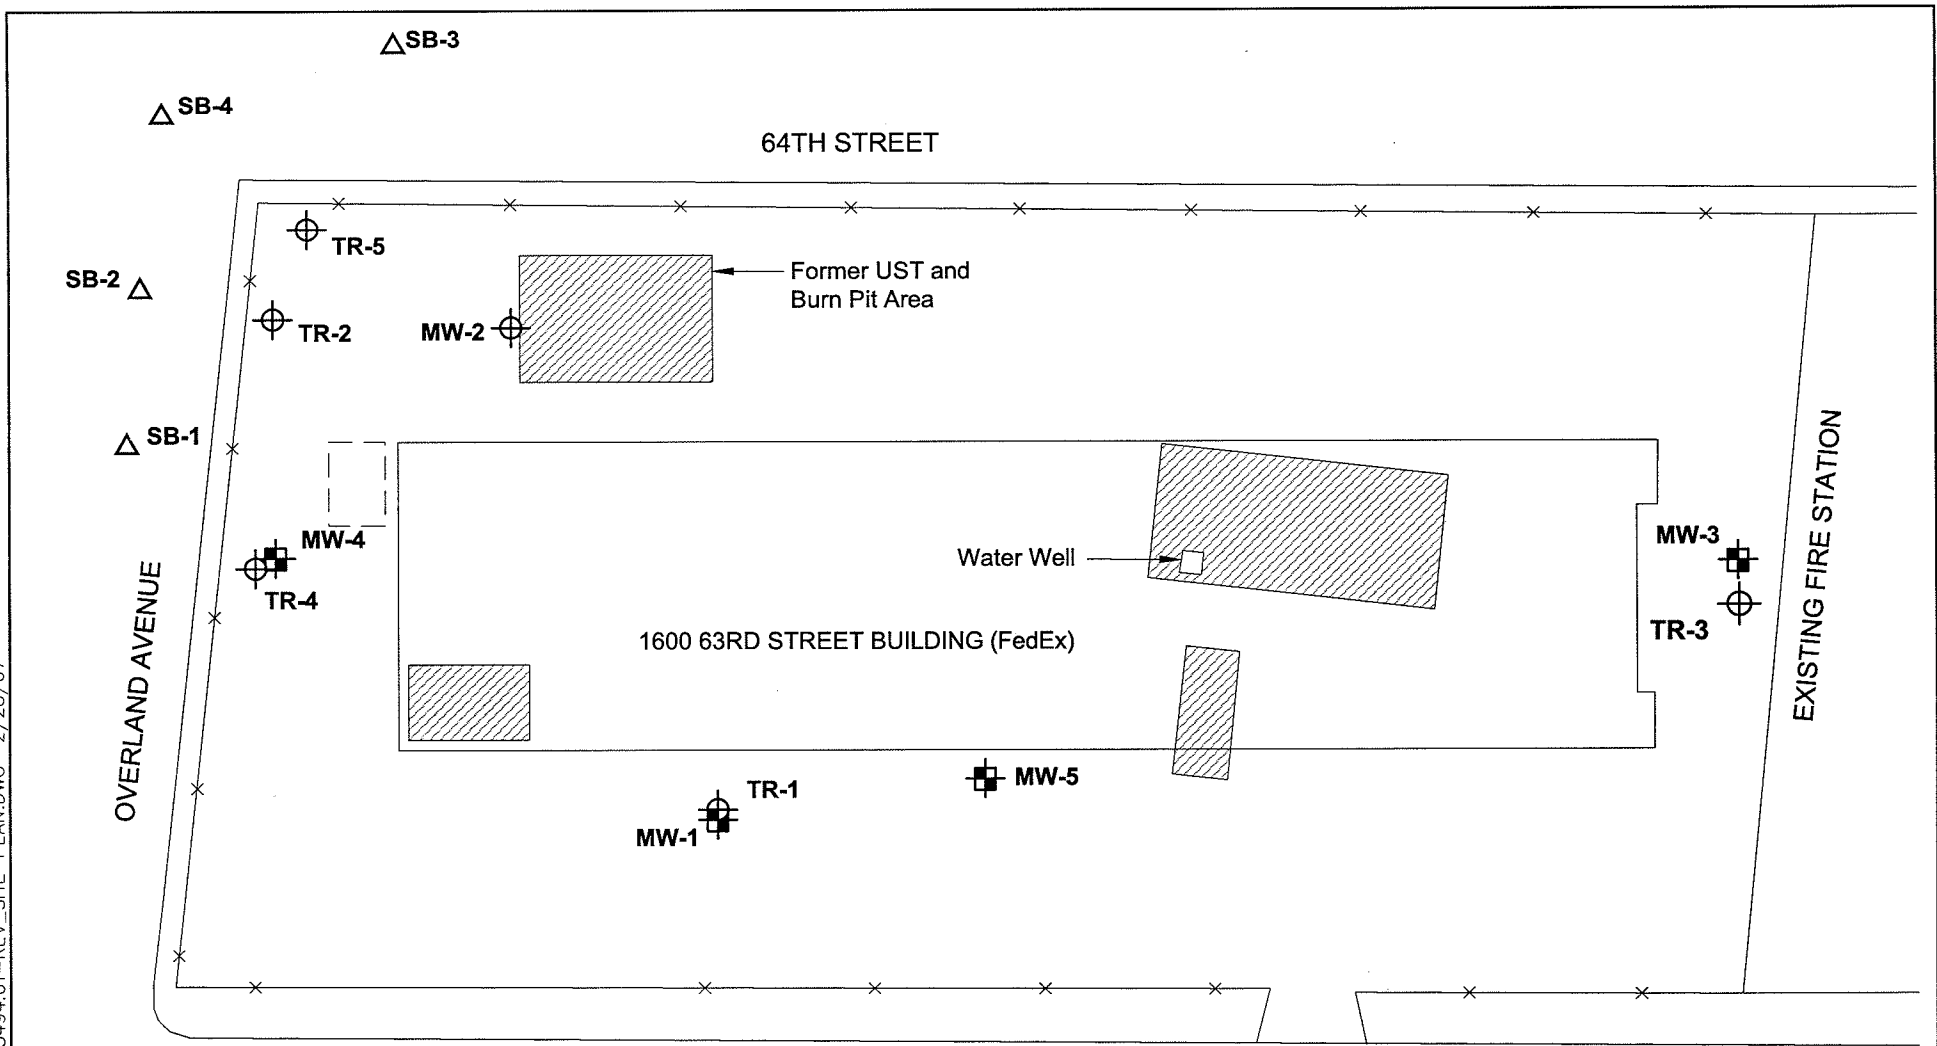 SB-3
SB-4
64TH STREET
TR-5
SB-2
Former UST and
Burn Pit Area
TR-2
MW-2
SB-1
MW-4
MW-3
Water Well
TR-4
TR-3
1600 63RD STREET BUILDING (FedEx)
OVERLAND AVENUE
EXISTING FIRE STATION
TR-1
MW-5
MW-1